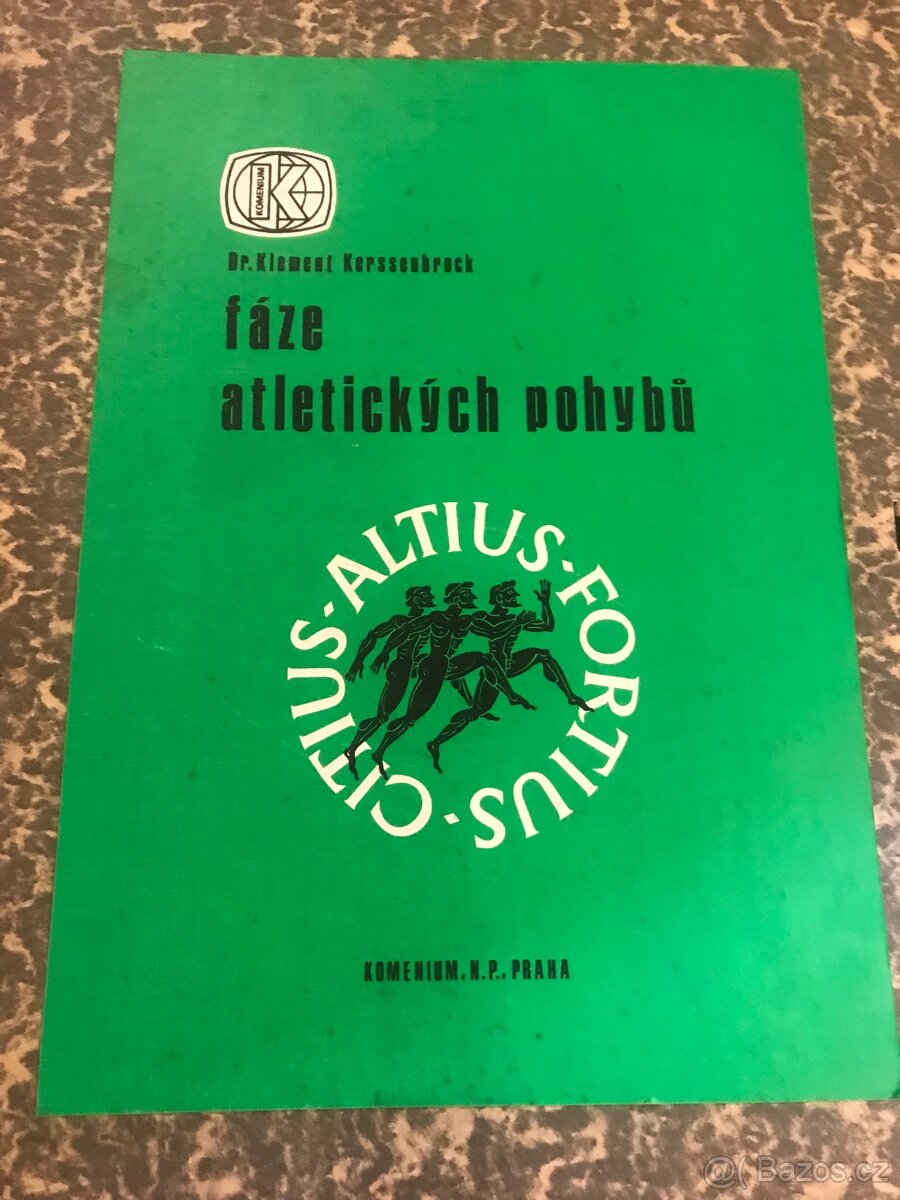 KOMENIUM
K
Dr. Klement Kerssenbrock
fáze
atletických pohybů
CITIUS · ALTIUS · FORTIUS ·
KOMENIUM, N. P., PRAHA
@( Bazos.cz